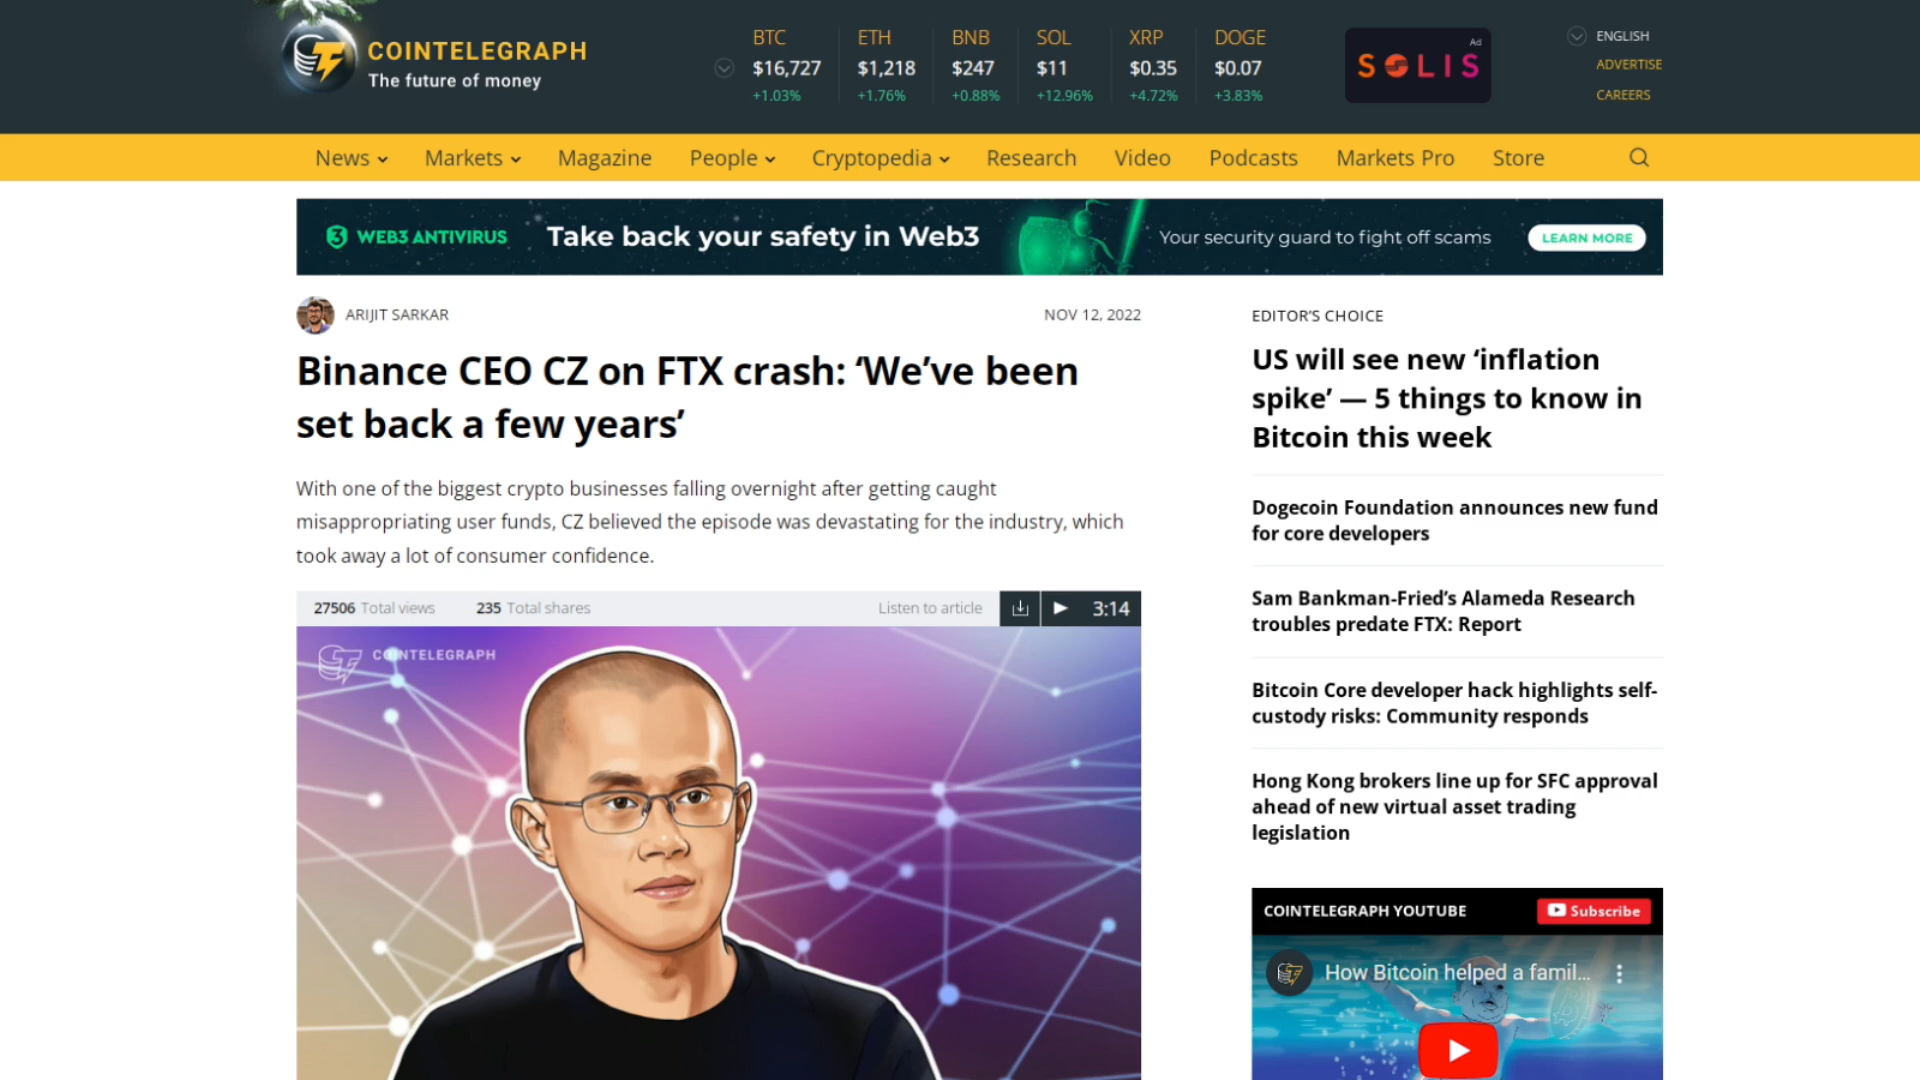 COINTELEGRAPH
The future of money
BTC
$16,727
+1.03%
ETH
$1,218
+1.76%
BNB
$247
+0.88%
SOL
$11
+12.96%
XRP
$0.35
+4.72%
DOGE
$0.07
+3.83%
Ad
SOLIS
ENGLISH
ADVERTISE
CAREERS
News
Markets
Magazine
People
Cryptopedia
Research
Video
Podcasts
Markets Pro
Store
WEB3 ANTIVIRUS
Take back your safety in Web3
Your security guard to fight off scams
LEARN MORE
ARIJIT SARKAR
NOV 12, 2022
Binance CEO CZ on FTX crash: ‘We’ve been
set back a few years’
With one of the biggest crypto businesses falling overnight after getting caught
misappropriating user funds, CZ believed the episode was devastating for the industry, which
took away a lot of consumer confidence.
27506 Total views
235 Total shares
Listen to article
3:14
COINTELEGRAPH
EDITOR’S CHOICE
US will see new ‘inflation
spike’ — 5 things to know in
Bitcoin this week
Dogecoin Foundation announces new fund
for core developers
Sam Bankman-Fried’s Alameda Research
troubles predate FTX: Report
Bitcoin Core developer hack highlights self-
custody risks: Community responds
Hong Kong brokers line up for SFC approval
ahead of new virtual asset trading
legislation
COINTELEGRAPH YOUTUBE
Subscribe
How Bitcoin helped a famil...